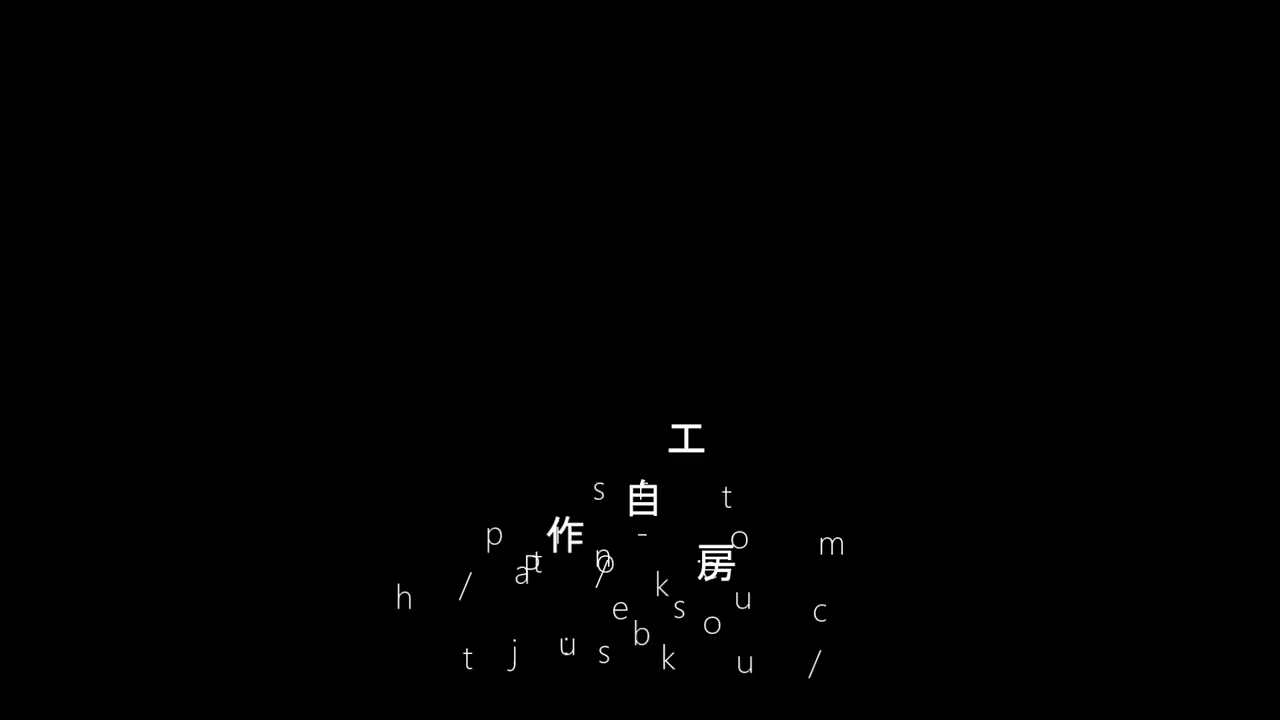 工
s 自 t
p 作 - o m
a t o 房
h / / k u
e s o c
b
t j u s k u /